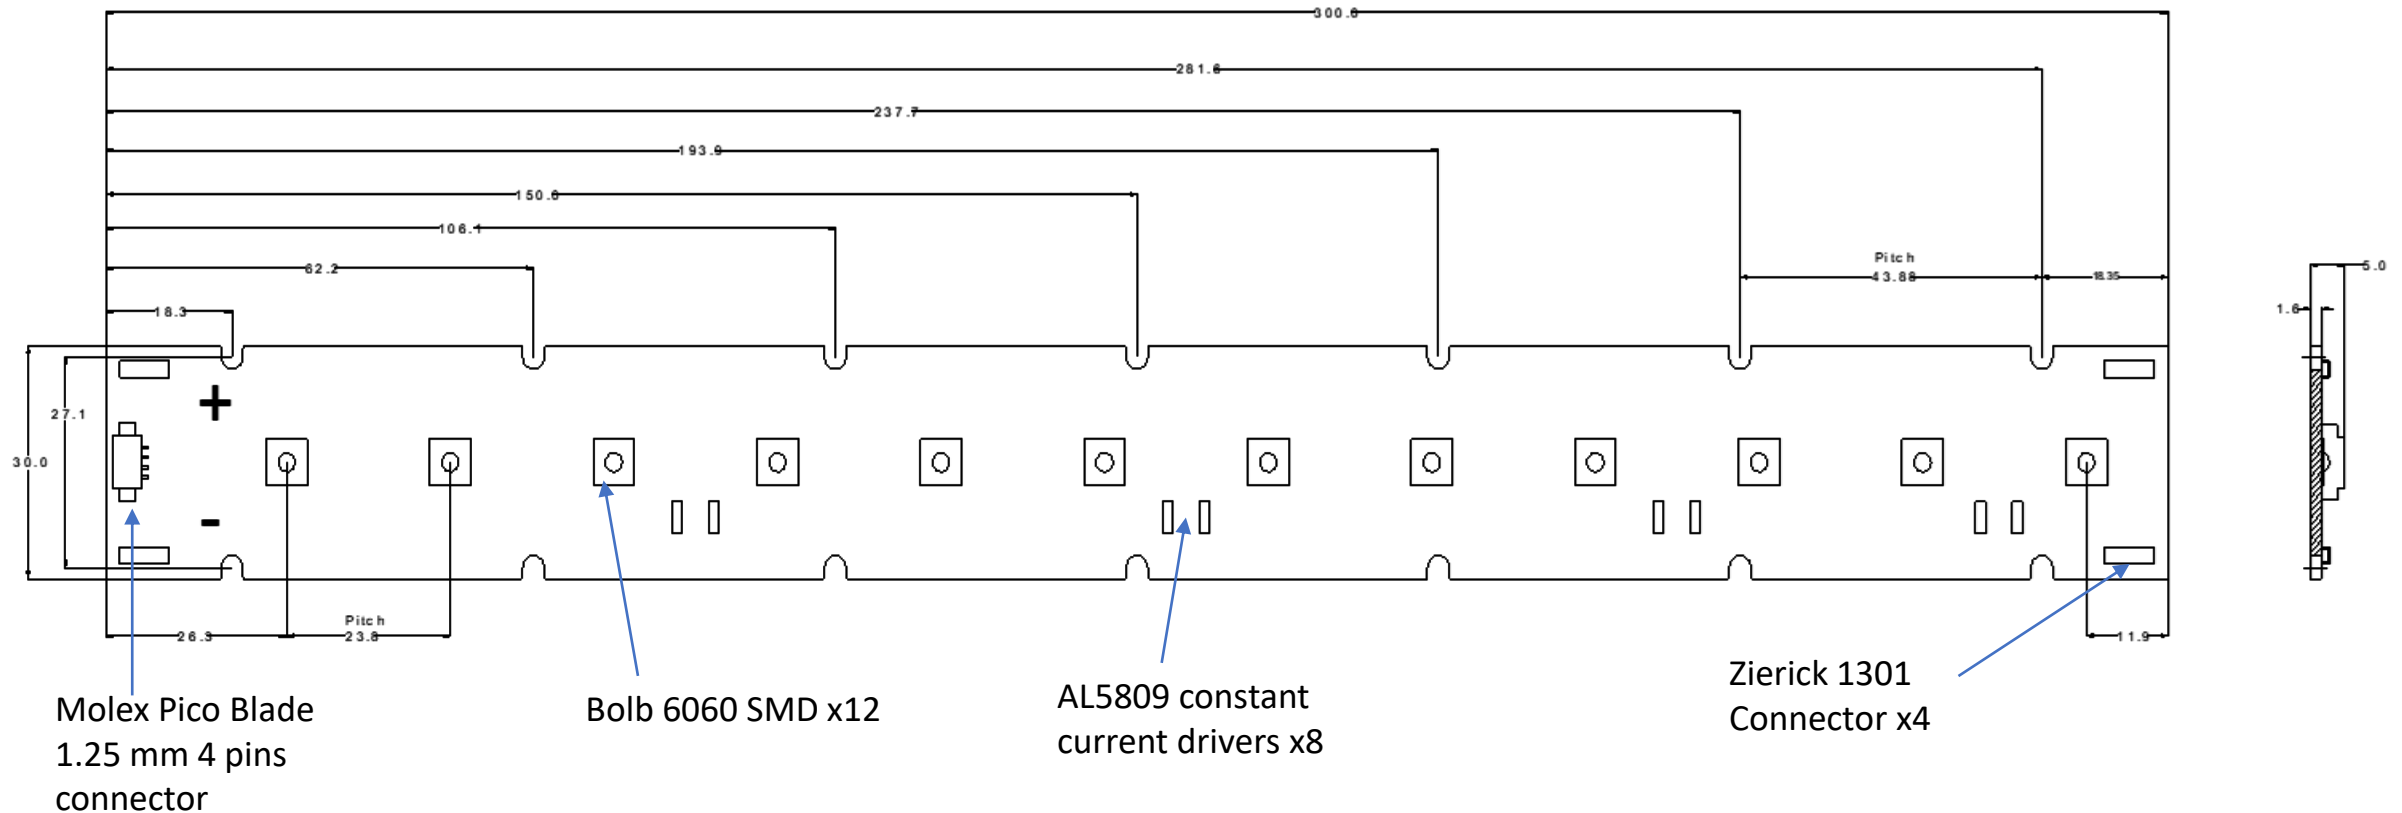 300.0
281.6
237.7
193.9
150.0
106.1
62.2
18.3
Pitch
43.88
18.35
5.0
1.6
27.1
30.0
+
-
26.3
Pitch
23.8
11.9
Molex Pico Blade
1.25 mm 4 pins
connector
Bolb 6060 SMD x12
AL5809 constant
current drivers x8
Zierick 1301
Connector x4